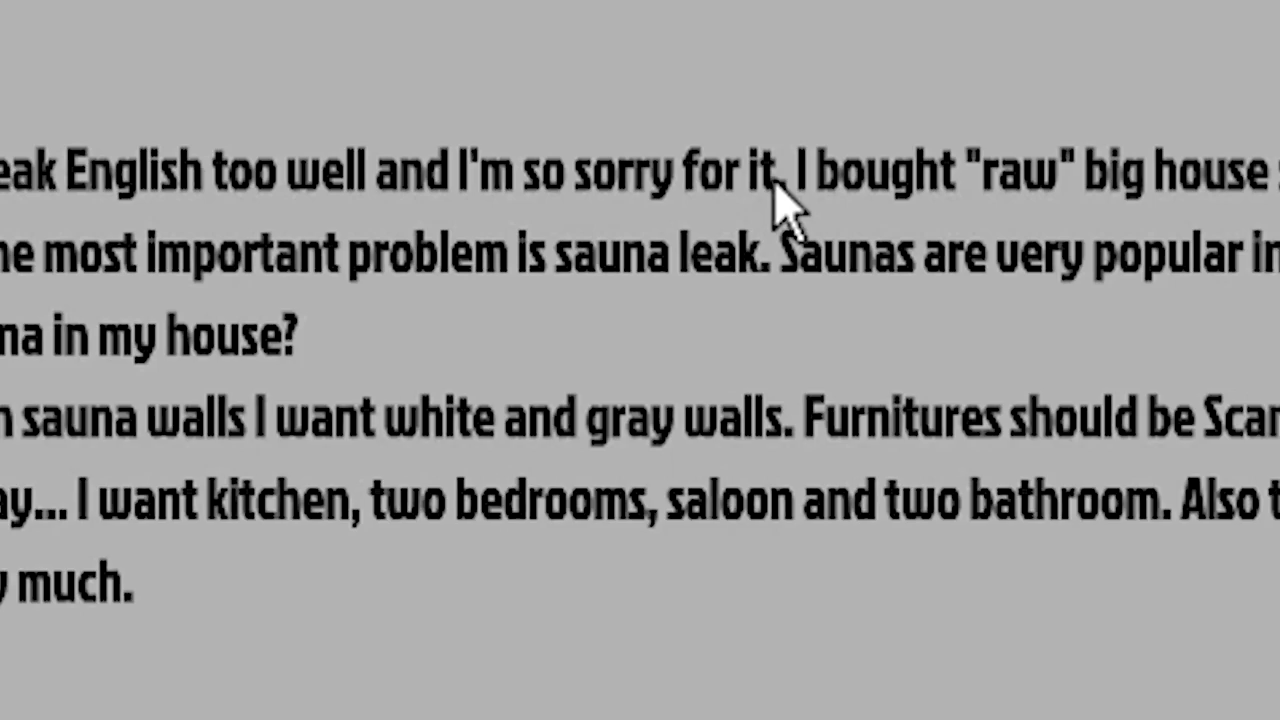 eak English too well and I'm so sorry for it. I bought "raw" big house
he most important problem is sauna leak. Saunas are very popular in
na in my house?
n sauna walls I want white and gray walls. Furnitures should be Scan
ay... I want kitchen, two bedrooms, saloon and two bathroom. Also t
y much.